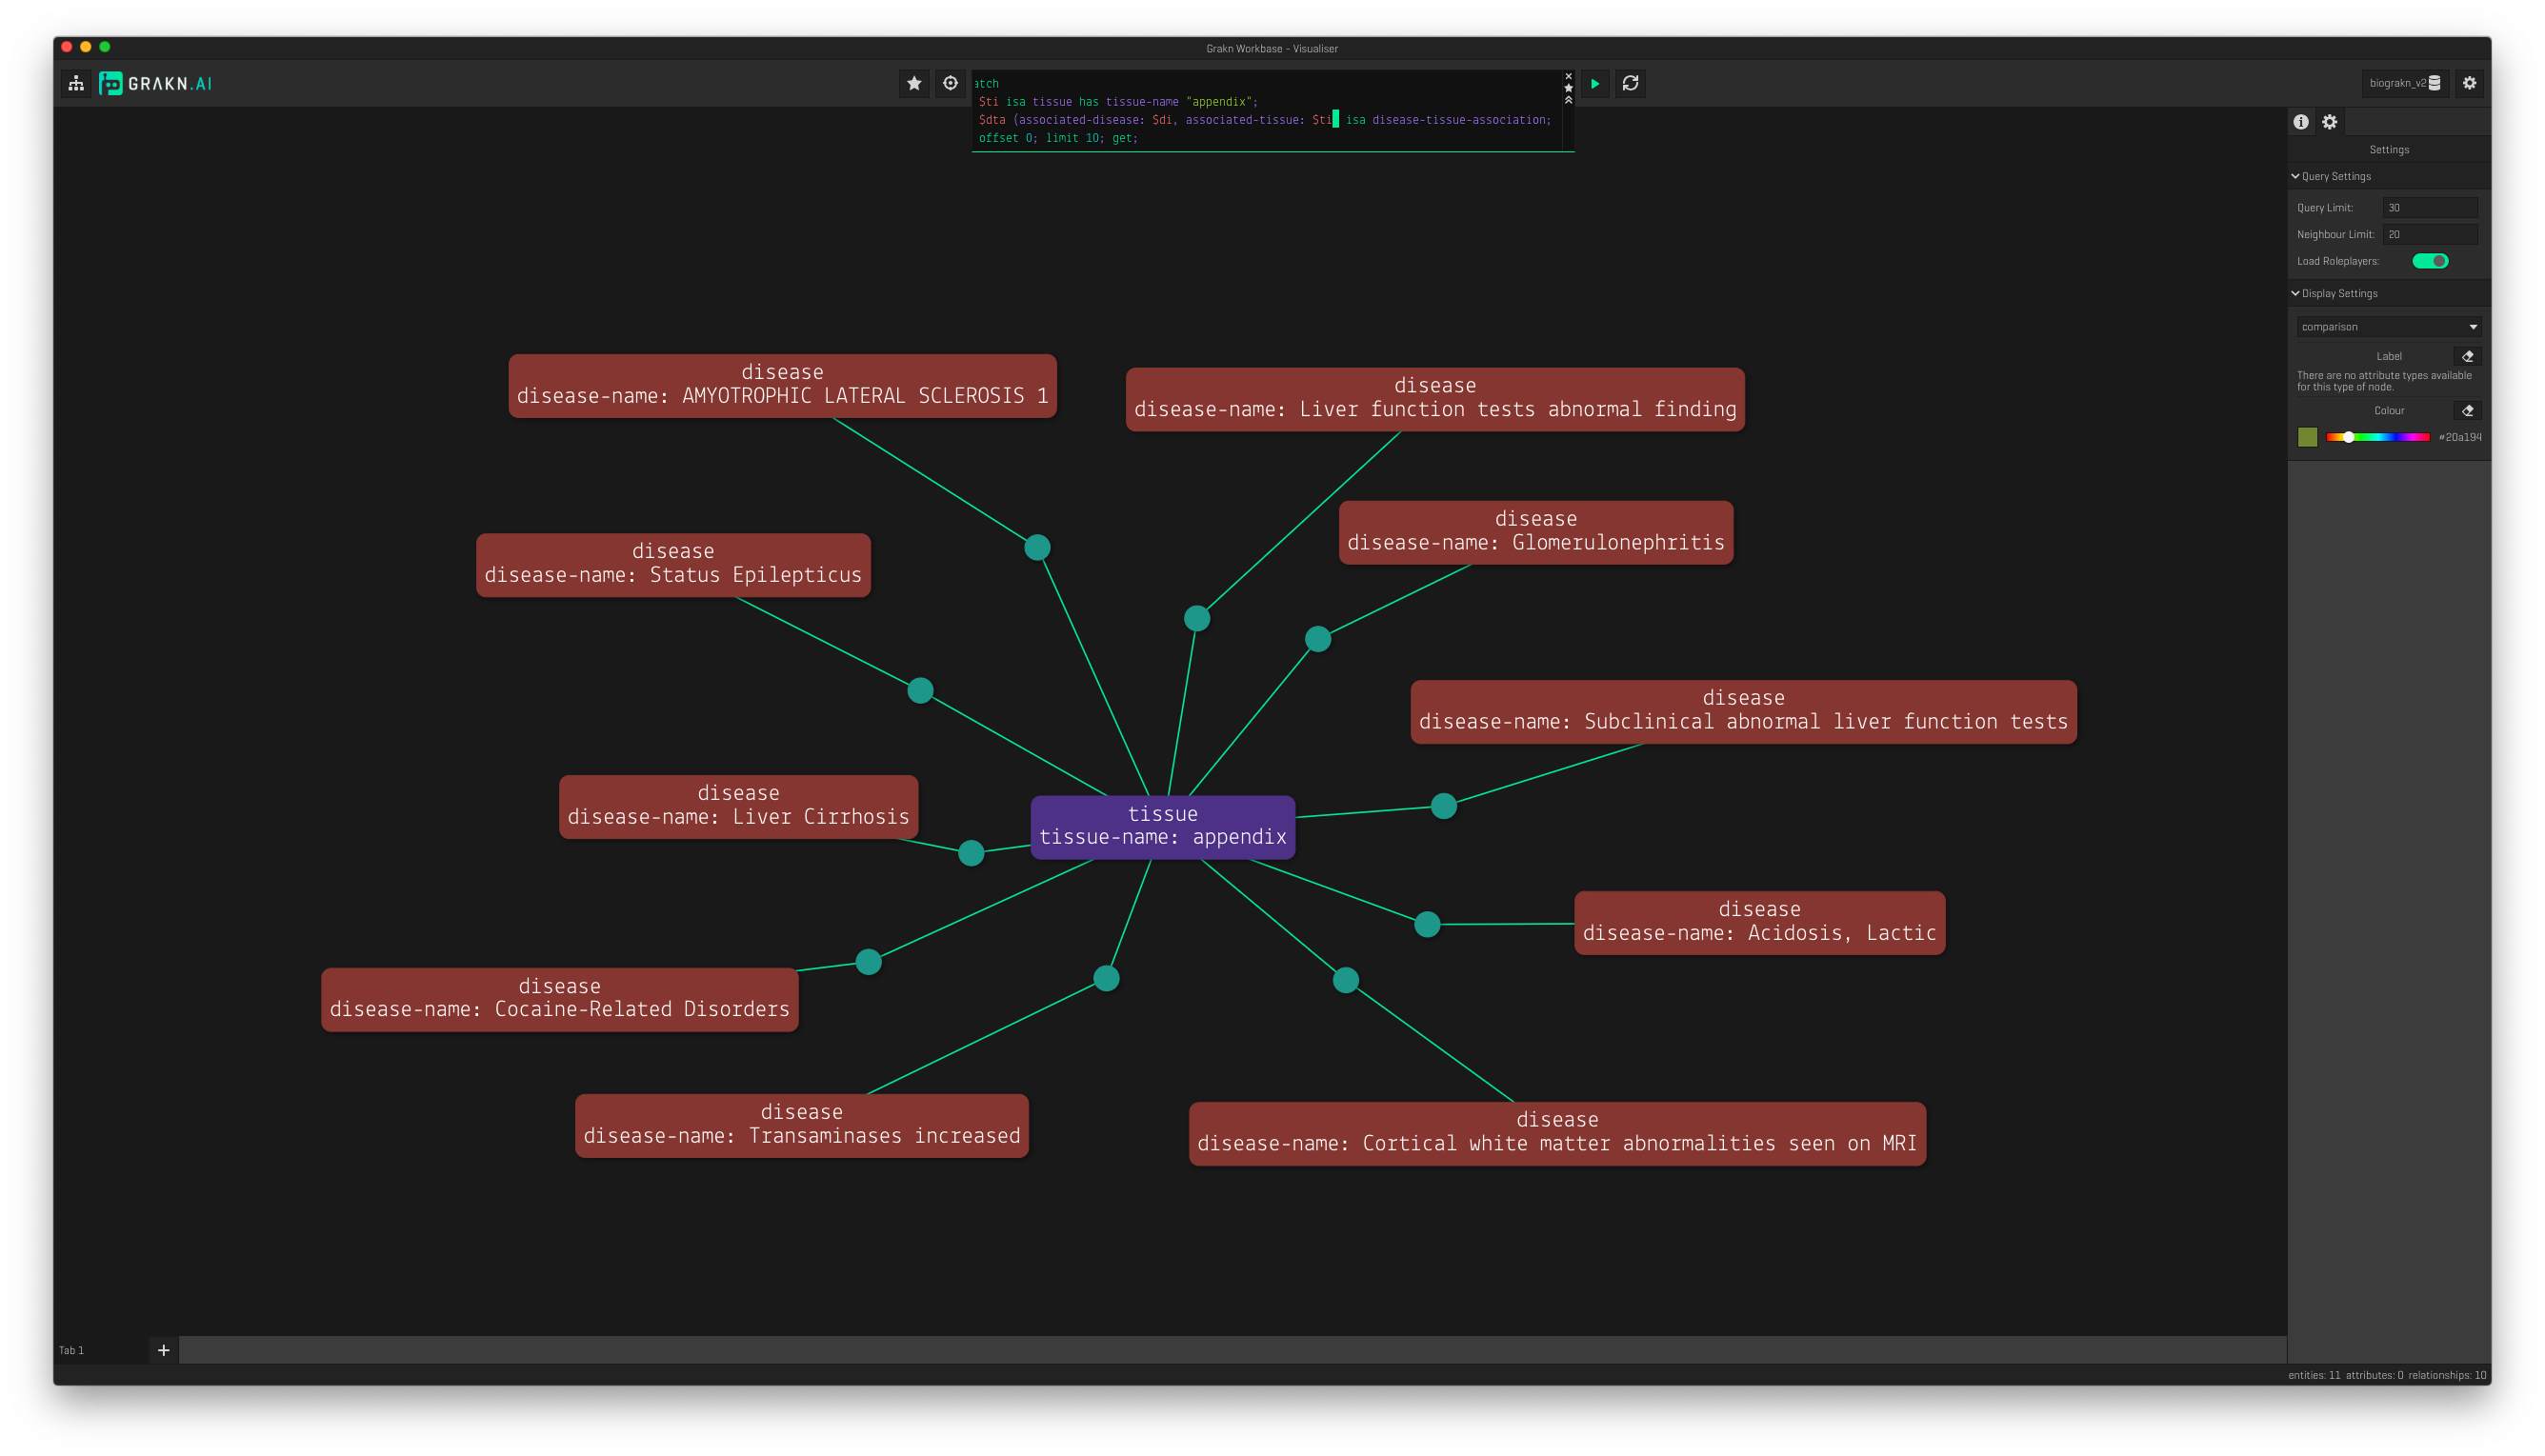 Grakn Workbase - Visualiser
GRAKN.AI
atch
$ti isa tissue has tissue-name "appendix";
$dta (associated-disease: $di, associated-tissue: $ti isa disease-tissue-association;
offset 0; limit 10; get;
biograkn_v2
Settings
Query Settings
Query Limit: 30
Neighbour Limit: 20
Load Roleplayers:
Display Settings
comparison
Label
There are no attribute types available
for this type of node.
Colour
#20a194
disease
disease-name: AMYOTROPHIC LATERAL SCLEROSIS 1
disease
disease-name: Liver function tests abnormal finding
disease
disease-name: Glomerulonephritis
disease
disease-name: Status Epilepticus
disease
disease-name: Subclinical abnormal liver function tests
disease
disease-name: Liver Cirrhosis
tissue
tissue-name: appendix
disease
disease-name: Acidosis, Lactic
disease
disease-name: Cocaine-Related Disorders
disease
disease-name: Transaminases increased
disease
disease-name: Cortical white matter abnormalities seen on MRI
Tab 1
entities: 11 attributes: 0 relationships: 10